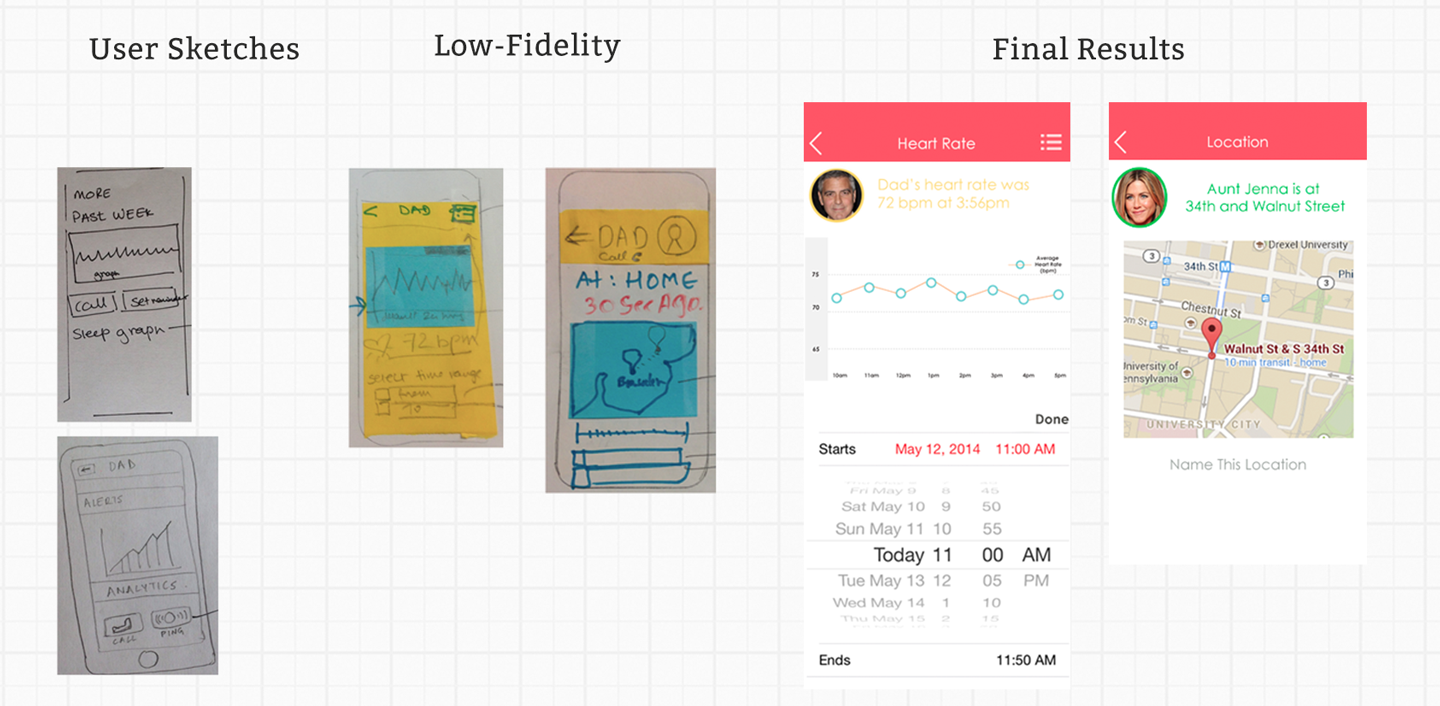 User Sketches
Low-Fidelity
Final Results
MORE
PAST WEEK
graph
Call
Set reminder
Sleep graph
DAD
ALERTS
ANALYTICS
CALL
PING
< DAD
72 bpm
select time range
from
To
DAD
Call
At: HOME
30 Sec Ago.
Heart Rate
Dad's heart rate was
72 bpm at 3:56pm
Average
Heart Rate
(bpm)
75
70
65
10am 11am 12pm 1pm 2pm 3pm 4pm 5pm
Done
Starts May 12, 2014 11:00 AM
Fri May 9 8 45
Sat May 10 9 50
Sun May 11 10 55
Today 11 00 AM
Tue May 13 12 05 PM
Wed May 14 1 10
Thu May 15 2 15
Ends 11:50 AM
Location
Aunt Jenna is at
34th and Walnut Street
Drexel University
3
34th St M
Phi
3
Chestnut St
om St
Walnut St & S 34th St
10 min transit - home
University of
ennsylvania
UNIVERSITY CITY
Name This Location